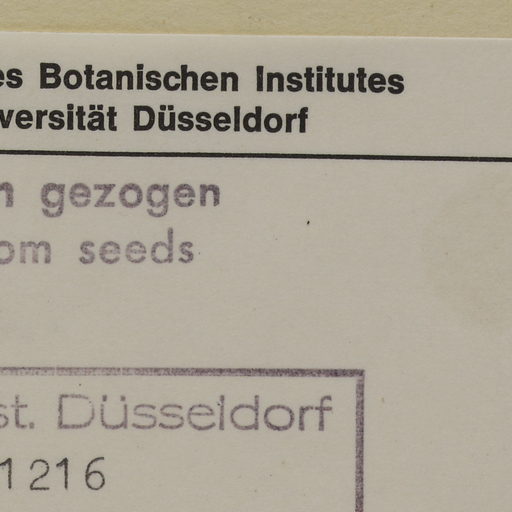 es Botanischen Institutes
versität Düsseldorf
n gezogen
om seeds
st. Düsseldorf
1216